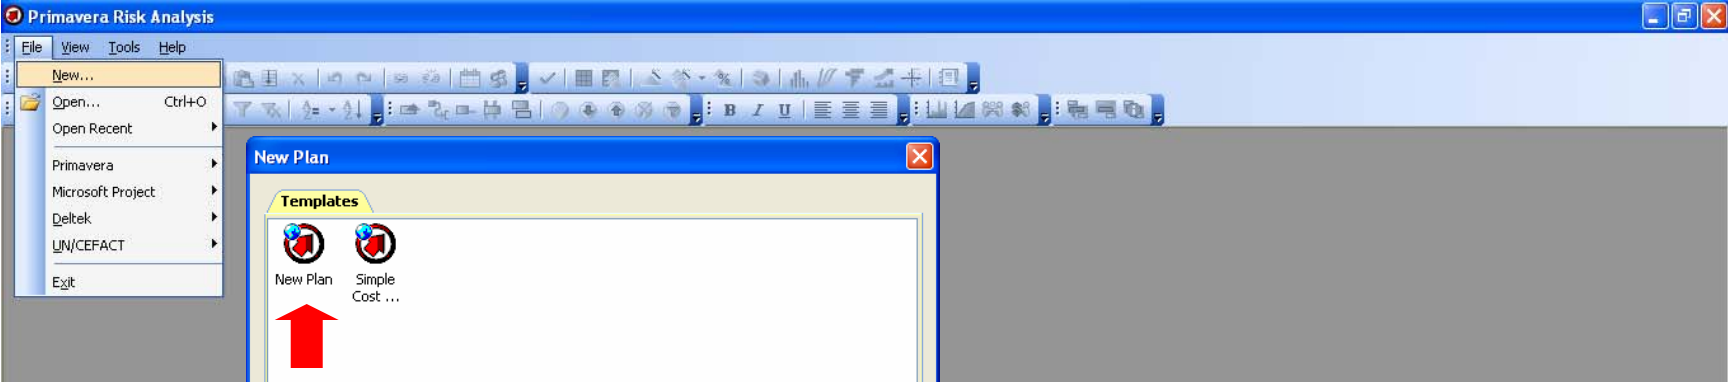 Primavera Risk Analysis
File View Tools Help
New...
Open... Ctrl+O
Open Recent
Primavera
Microsoft Project
Deltek
UN/CEFACT
Exit
B I U
New Plan
Templates
New Plan
Simple
Cost ...